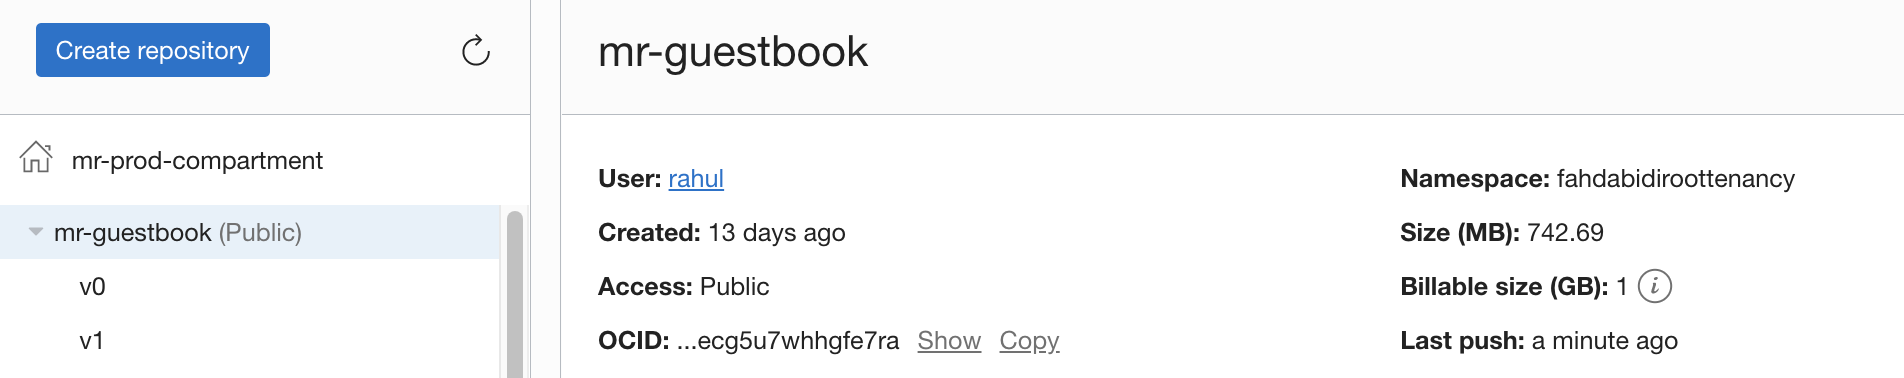 Create repository
mr-prod-compartment
mr-guestbook (Public)
v0
v1
mr-guestbook
User: rahul
Created: 13 days ago
Access: Public
OCID: ...ecg5u7whhgfe7ra Show Copy
Namespace: fahdabidiroottenancy
Size (MB): 742.69
Billable size (GB): 1 i
Last push: a minute ago